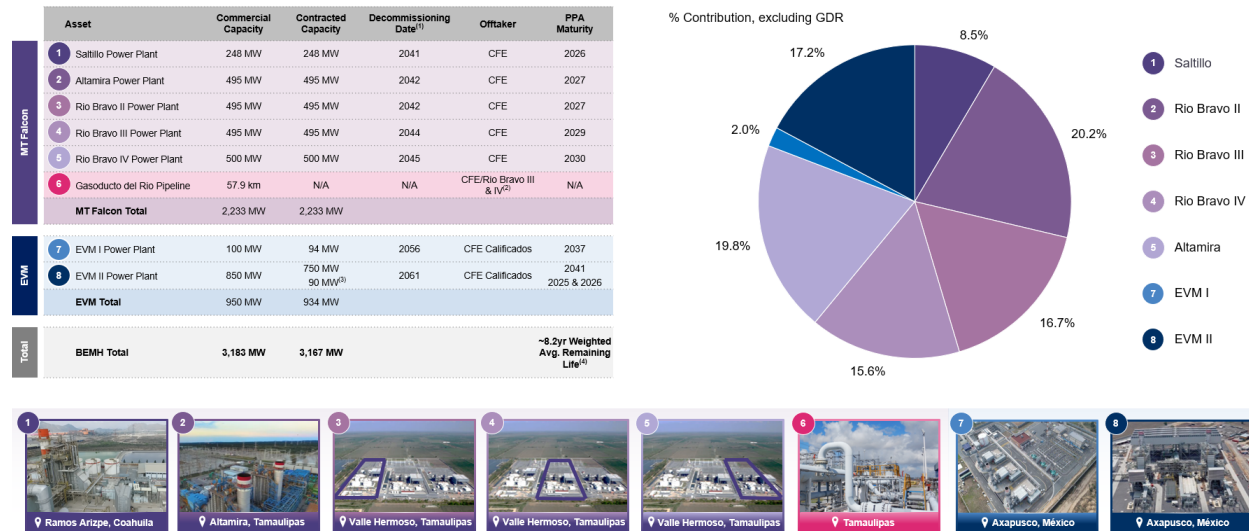 Asset Commercial Capacity Contracted Capacity Decommissioning Date(1) Offtaker PPA Maturity
MT Falcon
1 Saltillo Power Plant 248 MW 248 MW 2041 CFE 2026
2 Altamira Power Plant 495 MW 495 MW 2042 CFE 2027
3 Rio Bravo II Power Plant 495 MW 495 MW 2042 CFE 2027
4 Rio Bravo III Power Plant 495 MW 495 MW 2044 CFE 2029
5 Rio Bravo IV Power Plant 500 MW 500 MW 2045 CFE 2030
6 Gasoducto del Rio Pipeline 57.9 km N/A N/A CFE/Rio Bravo III & IV(2) N/A
MT Falcon Total 2,233 MW 2,233 MW
EVM
7 EVM I Power Plant 100 MW 94 MW 2056 CFE Calificados 2037
8 EVM II Power Plant 850 MW 750 MW 90 MW(3) 2061 CFE Calificados 2041 2025 & 2026
EVM Total 950 MW 934 MW
Total
BEMH Total 3,183 MW 3,167 MW ~8.2yr Weighted Avg. Remaining Life(4)
% Contribution, excluding GDR
8.5%
20.2%
16.7%
15.6%
19.8%
2.0%
17.2%
1 Saltillo
2 Rio Bravo II
3 Rio Bravo III
4 Rio Bravo IV
5 Altamira
7 EVM I
8 EVM II
1 Ramos Arizpe, Coahuila
2 Altamira, Tamaulipas
3 Valle Hermoso, Tamaulipas
4 Valle Hermoso, Tamaulipas
5 Valle Hermoso, Tamaulipas
6 Tamaulipas
7 Axapusco, México
8 Axapusco, México